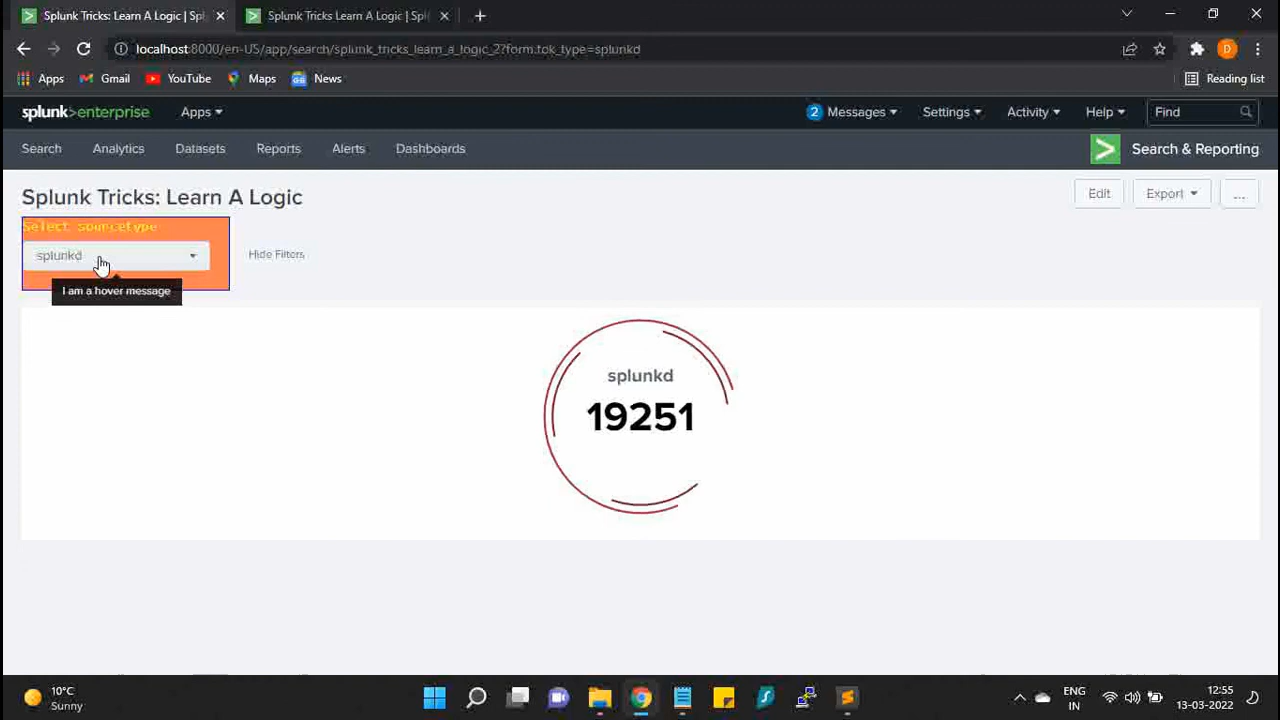 Splunk Tricks: Learn A Logic | Spl
Splunk Tricks Learn A Logic | Spl
localhost:8000/en-US/app/search/splunk_tricks_learn_a_logic_2?form.tok_type=splunkd
D
Apps
Gmail
YouTube
Maps
News
Reading list
splunk>enterprise
Apps
2 Messages
Settings
Activity
Help
Find
Search
Analytics
Datasets
Reports
Alerts
Dashboards
Search & Reporting
Splunk Tricks: Learn A Logic
Edit
Export
...
Select sourcetype
splunkd
Hide Filters
I am a hover message
splunkd
19251
10°C
Sunny
ENG
IN
12:55
13-03-2022